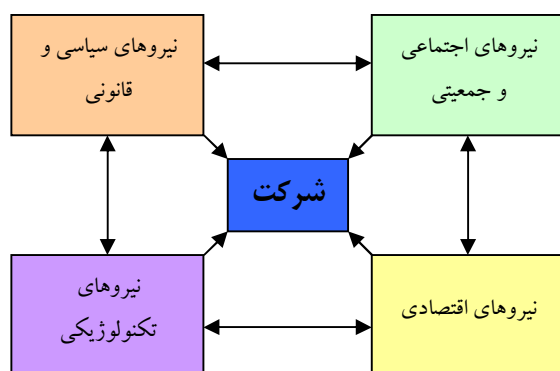 نیروهای اجتماعی
و جمعیتی
نیروهای سیاسی و
قانونی
شرکت
نیروهای اقتصادی
نیروهای
تکنولوژیکی